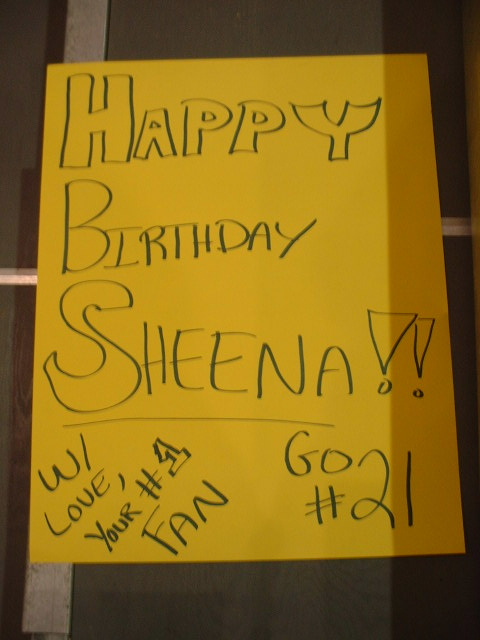 HAPPY
BIRTHDAY
SHEENA!!
W/
LOVE,
YOUR #1
FAN
GO
#21